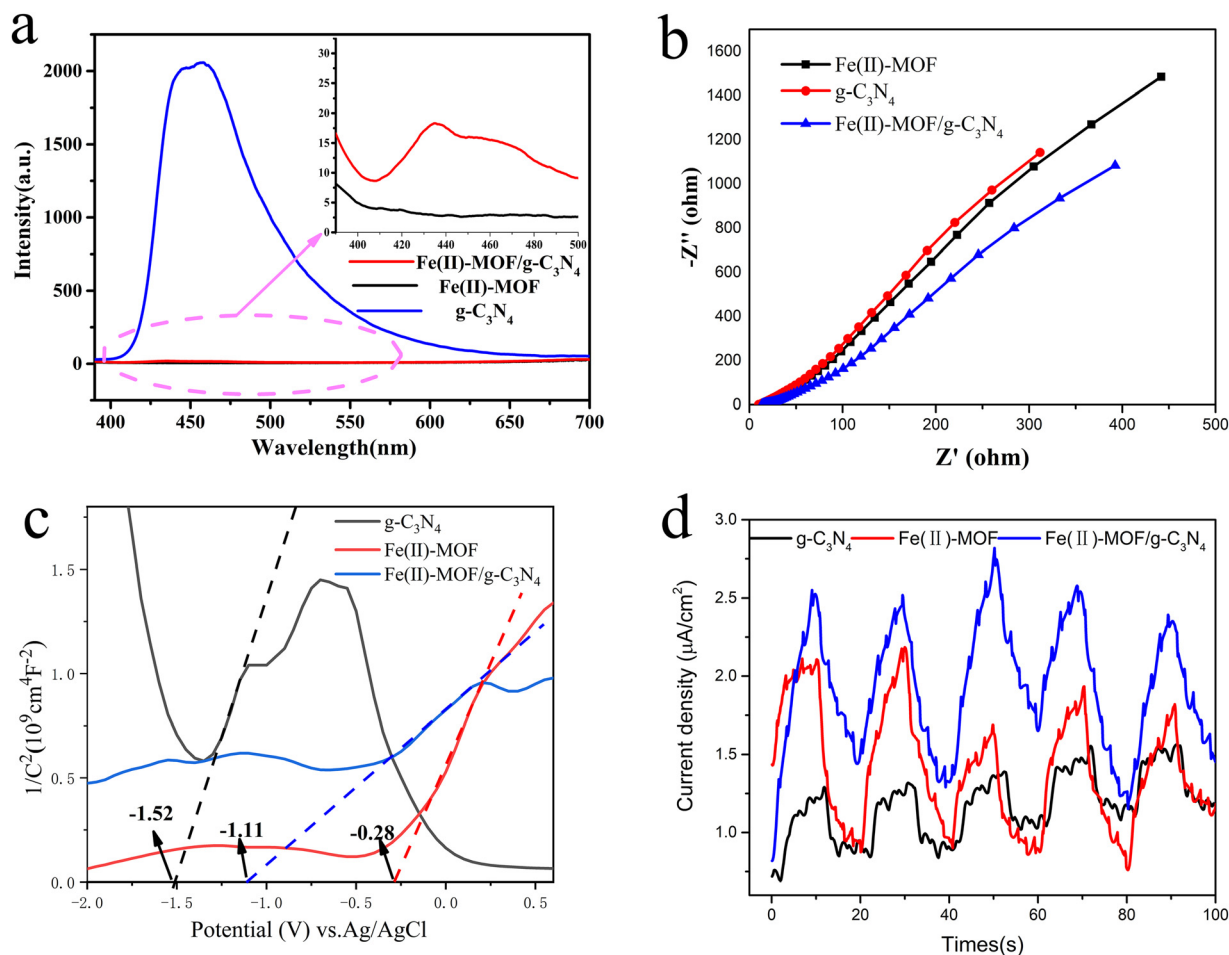 a
Intensity(a.u.)
2000
1500
1000
500
0
400
450
500
550
600
650
700
Wavelength(nm)
30
25
20
15
10
5
0
400
420
440
460
480
500
Fe(II)-MOF/g-C₃N₄
Fe(II)-MOF
g-C₃N₄
b
-Z'' (ohm)
1600
1400
1200
1000
800
600
400
200
0
0
100
200
300
400
500
Z' (ohm)
Fe(II)-MOF
g-C₃N₄
Fe(II)-MOF/g-C₃N₄
c
1/C²(10⁹cm⁴F⁻²)
1.5
1.0
0.5
0.0
-2.0
-1.5
-1.0
-0.5
0.0
0.5
Potential (V) vs.Ag/AgCl
g-C₃N₄
Fe(II)-MOF
Fe(II)-MOF/g-C₃N₄
-1.52
-1.11
-0.28
d
Current density (μA/cm²)
3.0
2.5
2.0
1.5
1.0
0
20
40
60
80
100
Times(s)
g-C₃N₄
Fe(Ⅱ)-MOF
Fe(Ⅱ)-MOF/g-C₃N₄